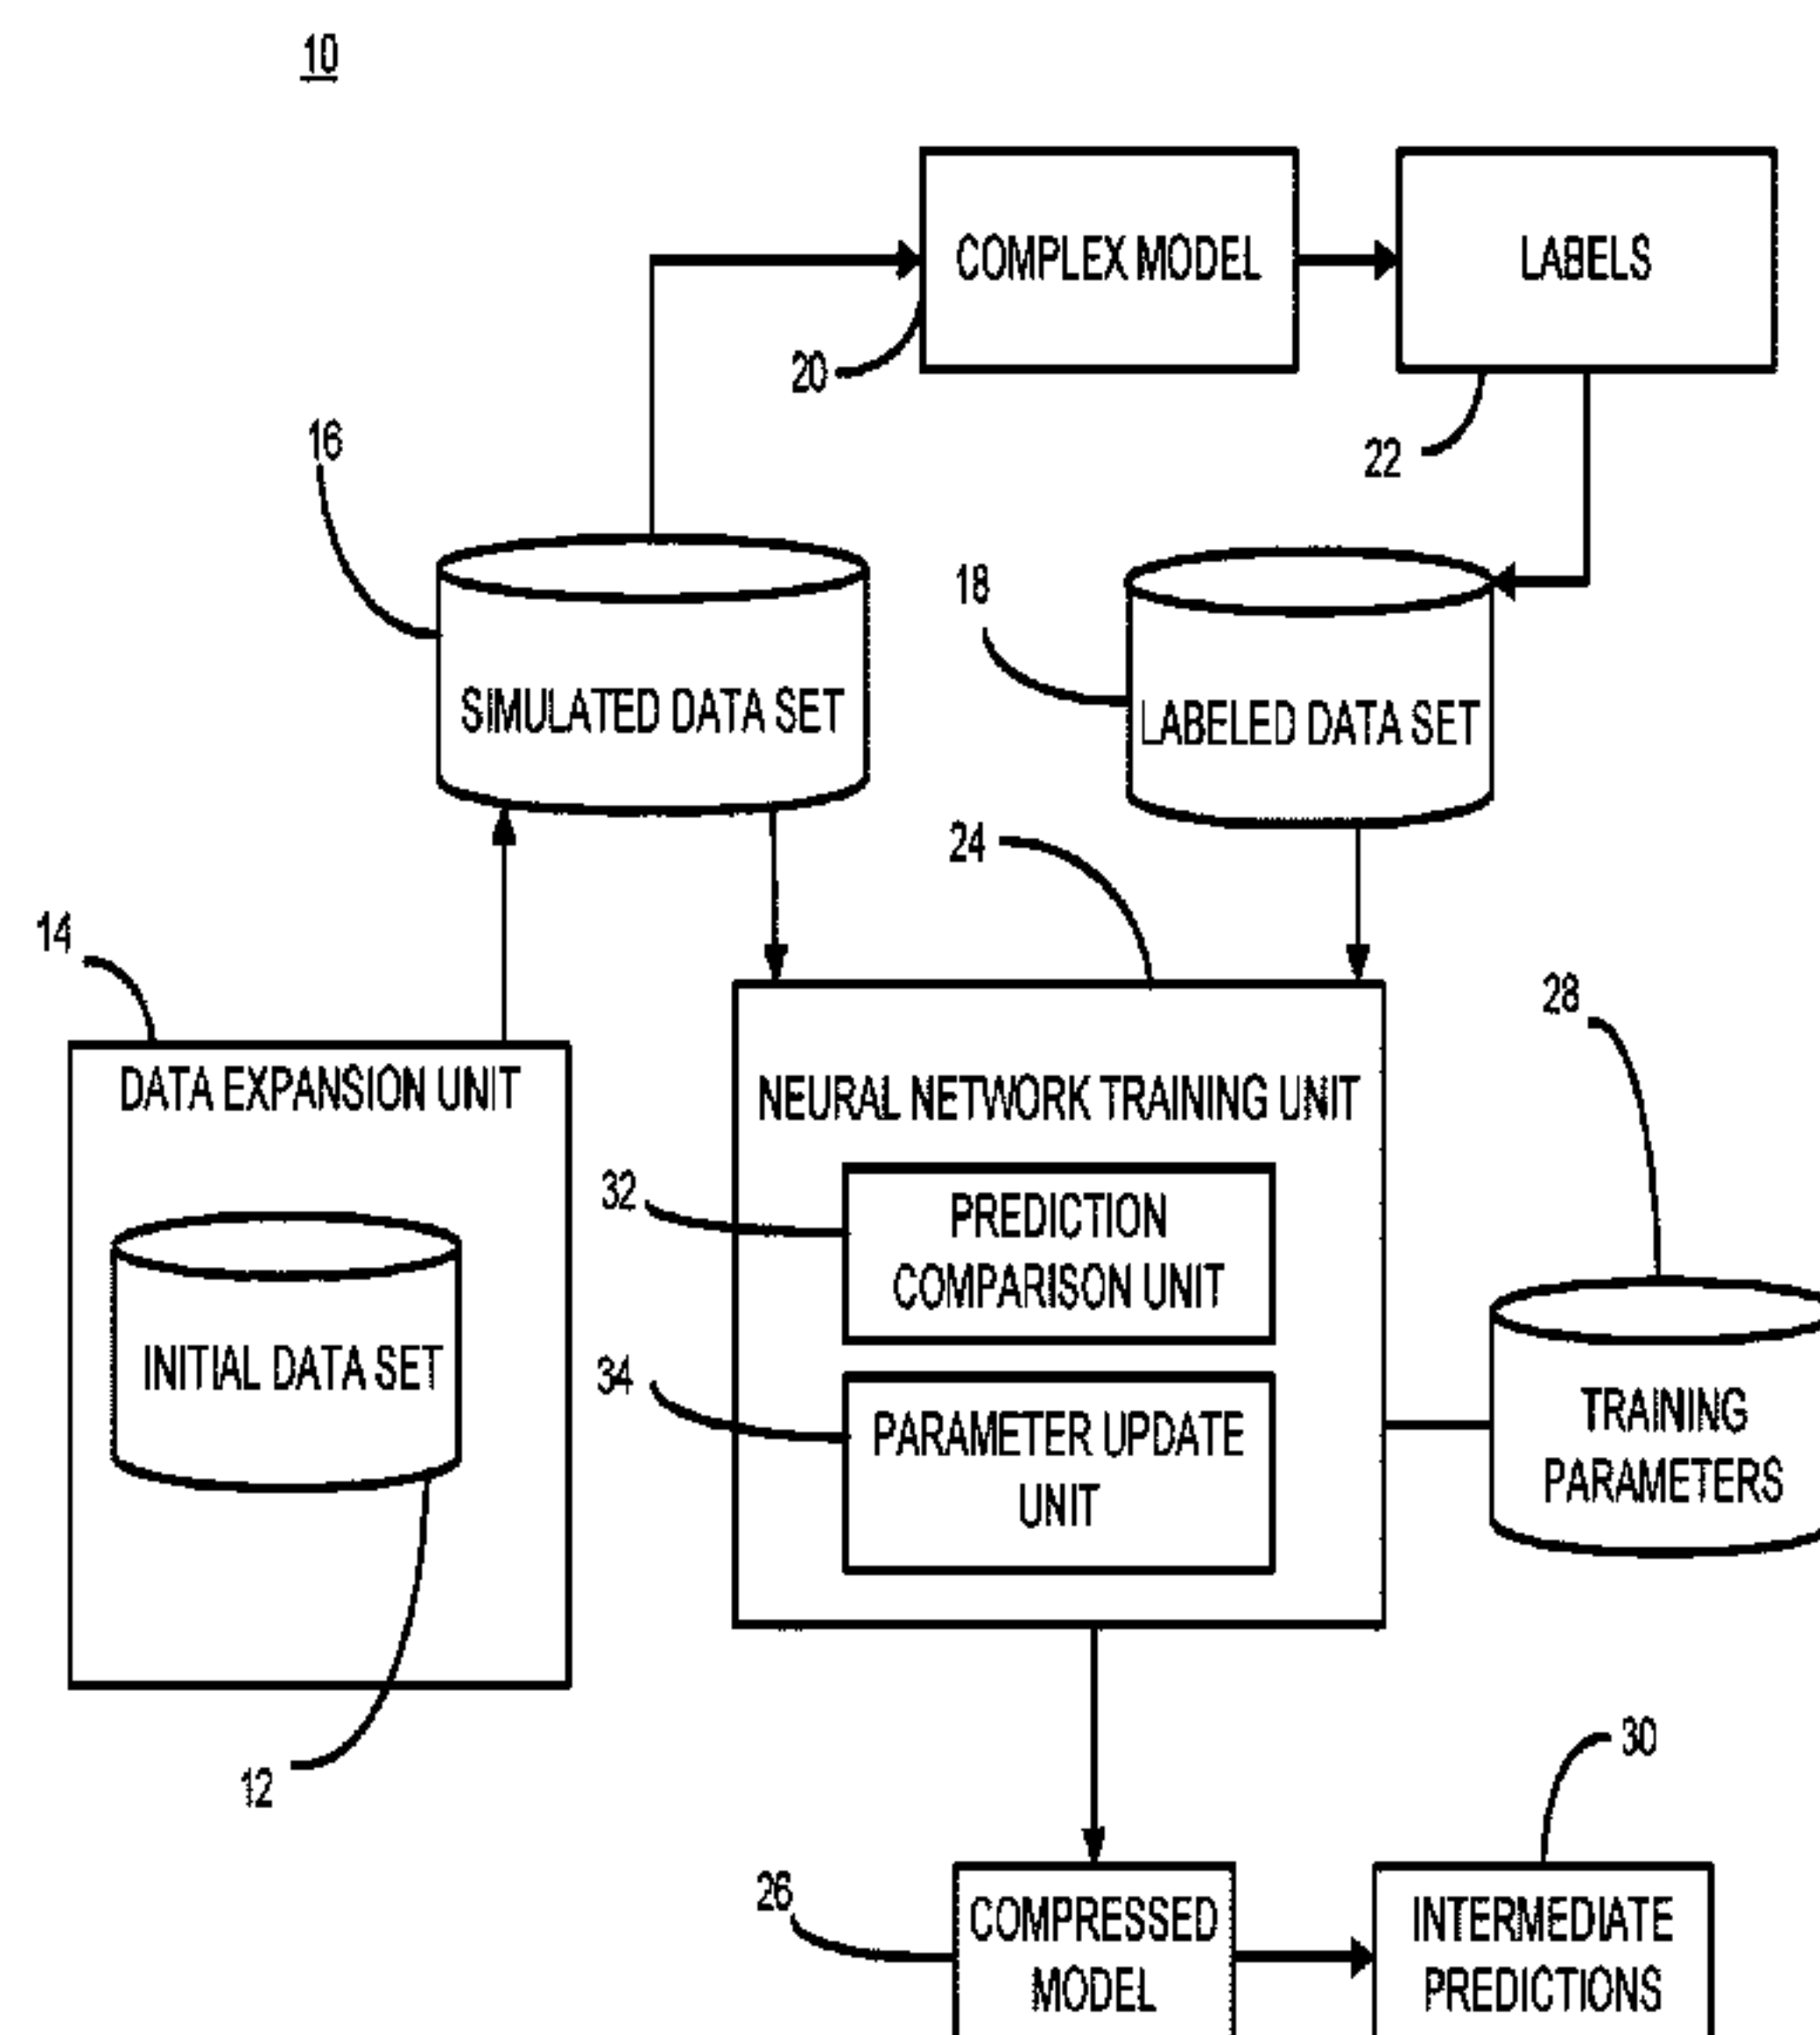 10
COMPLEX MODEL
LABELS
20
22
16
18
SIMULATED DATA SET
LABELED DATA SET
24
14
28
DATA EXPANSION UNIT
NEURAL NETWORK TRAINING UNIT
32
PREDICTION
COMPARISON UNIT
INITIAL DATA SET
34
PARAMETER UPDATE
UNIT
TRAINING
PARAMETERS
12
30
26
COMPRESSED
MODEL
INTERMEDIATE
PREDICTIONS